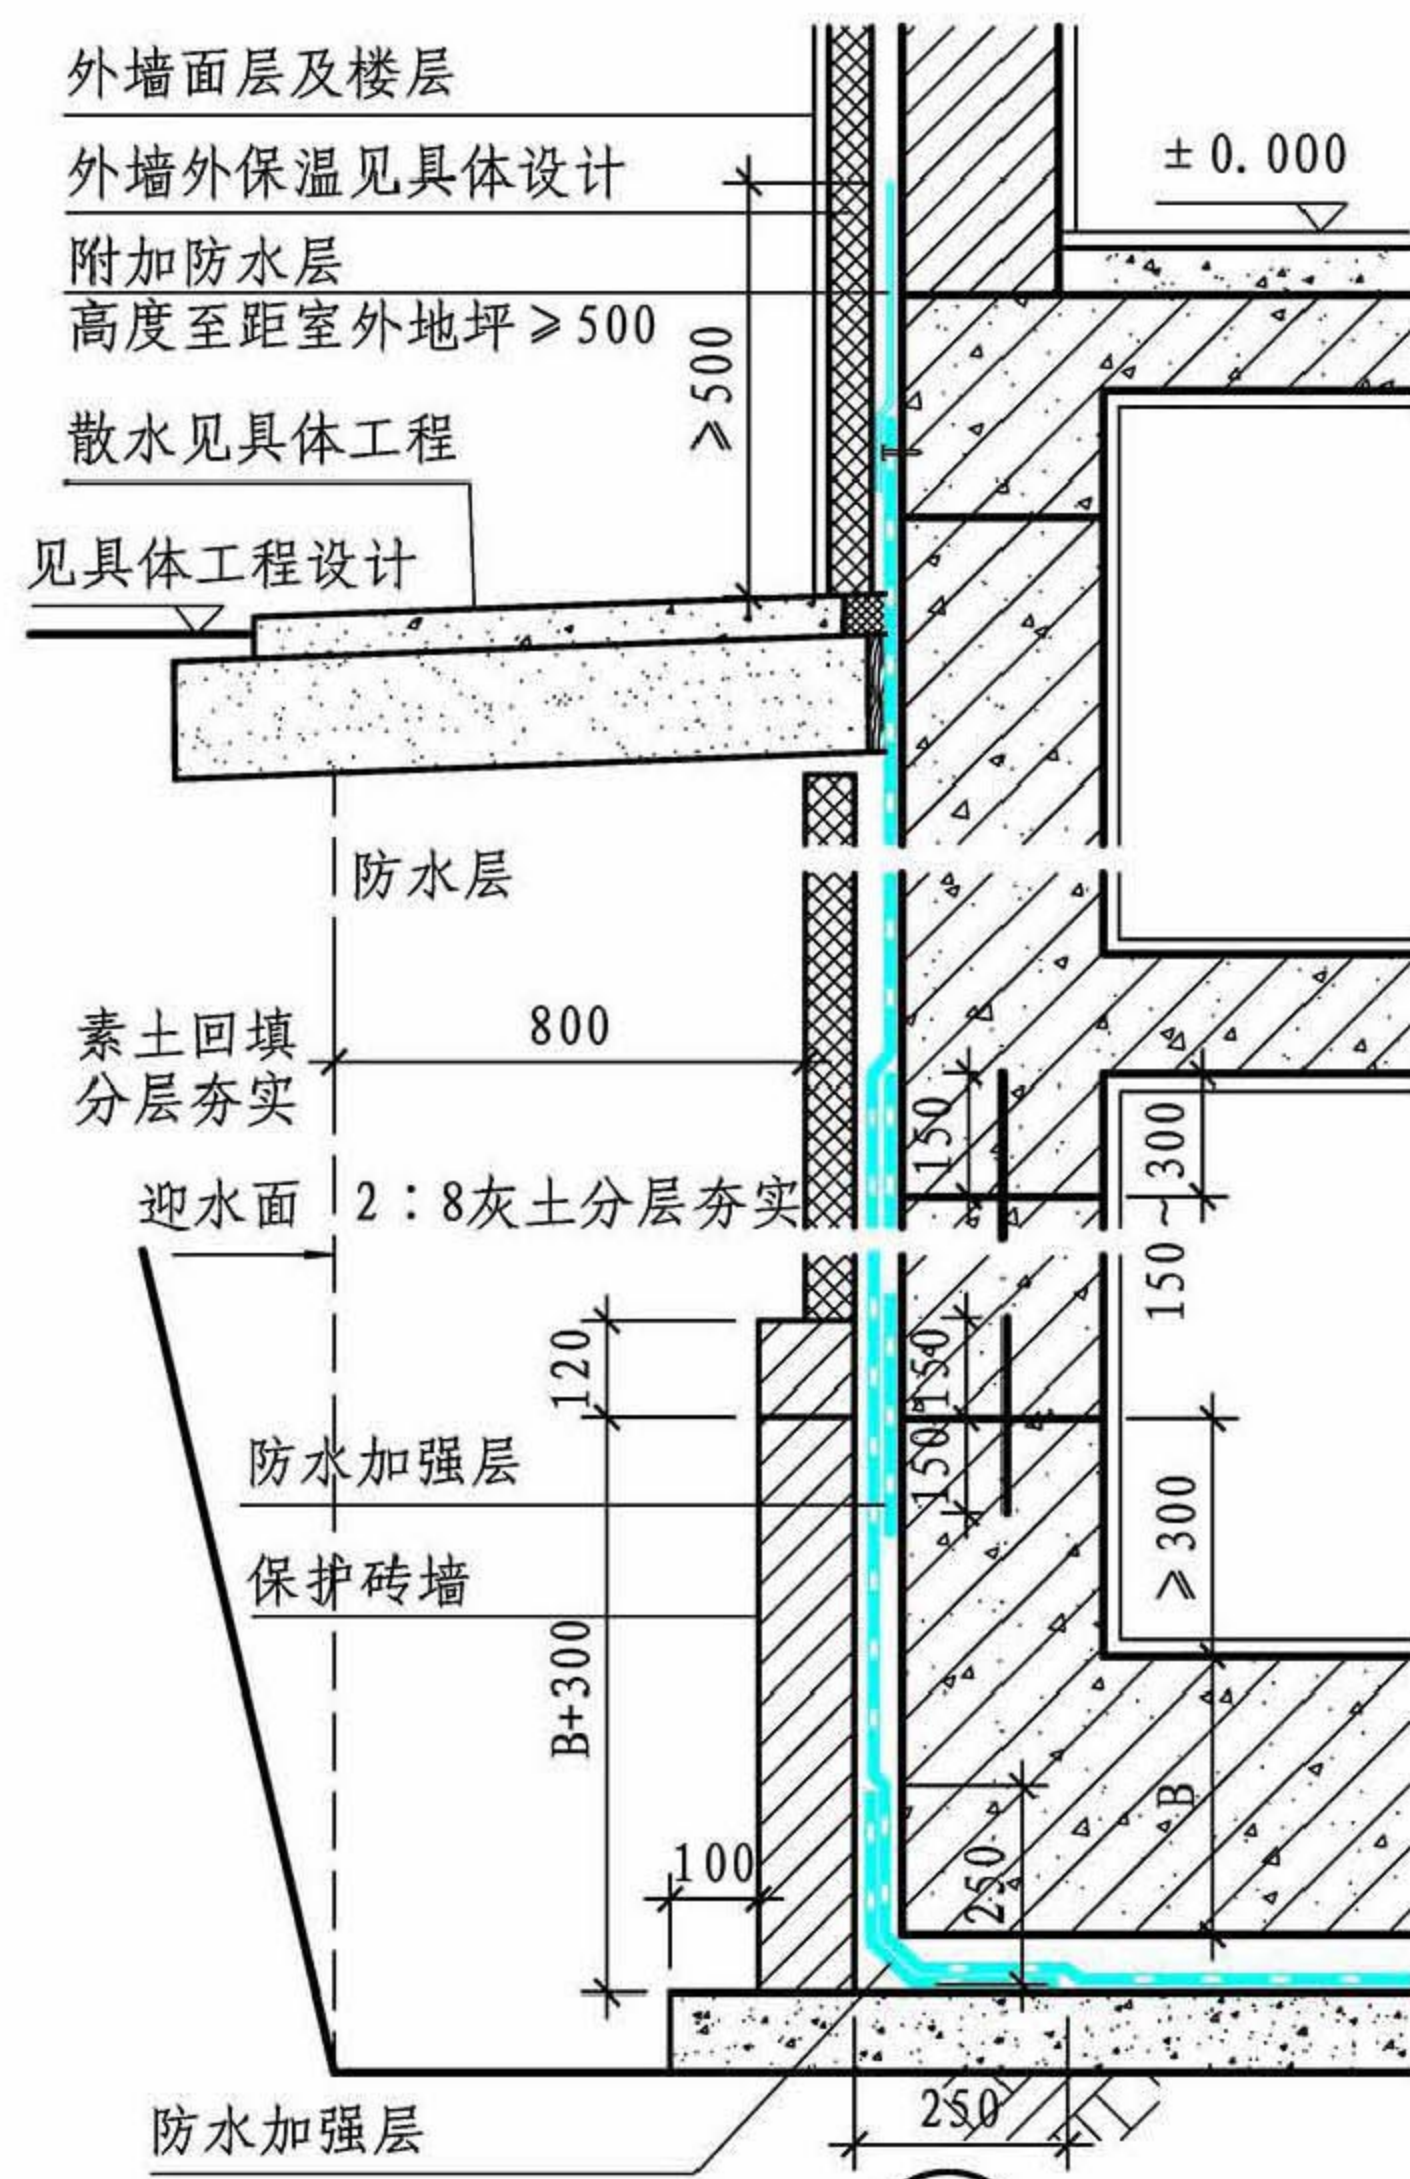 外墙面层及楼层
外墙外保温见具体设计
±0.000
附加防水层
高度至距室外地坪≥500
≥500
散水见具体工程
见具体工程设计
防水层
素土回填
分层夯实
800
150
150~300
迎水面
2:8灰土分层夯实
120
150
150
防水加强层
≥300
保护砖墙
B+300
B
100
250
250
防水加强层